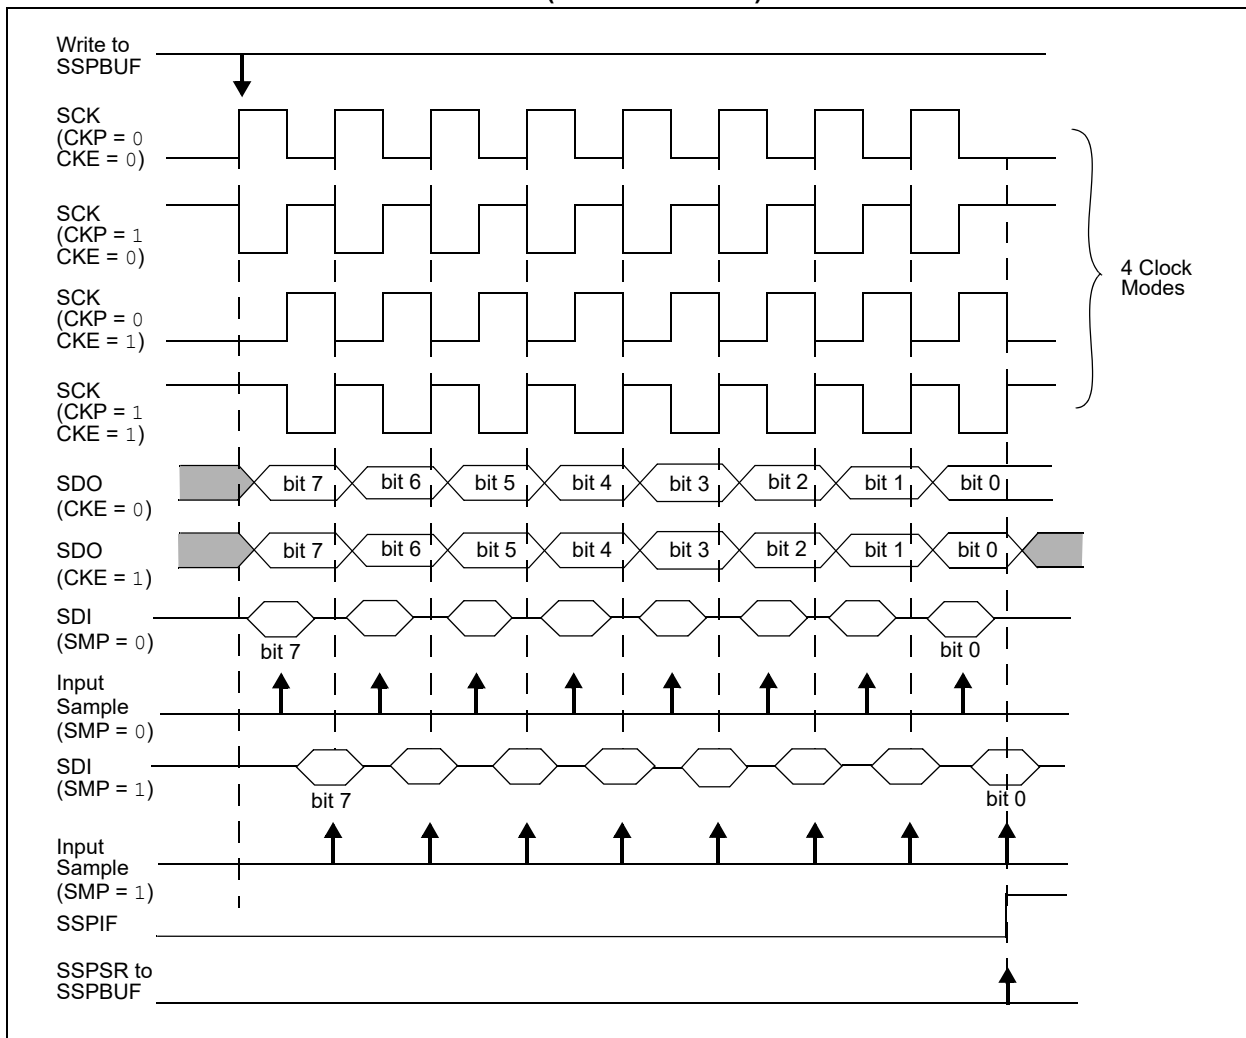 Write to
SSPBUF
SCK
(CKP = 0
CKE = 0)
SCK
(CKP = 1
CKE = 0)
4 Clock
Modes
SCK
(CKP = 0
CKE = 1)
SCK
(CKP = 1
CKE = 1)
SDO
(CKE = 0)
bit 7 bit 6 bit 5 bit 4 bit 3 bit 2 bit 1 bit 0
SDO
(CKE = 1)
bit 7 bit 6 bit 5 bit 4 bit 3 bit 2 bit 1 bit 0
SDI
(SMP = 0)
bit 7 bit 0
Input
Sample
(SMP = 0)
SDI
(SMP = 1)
bit 7 bit 0
Input
Sample
(SMP = 1)
SSPIF
SSPSR to
SSPBUF